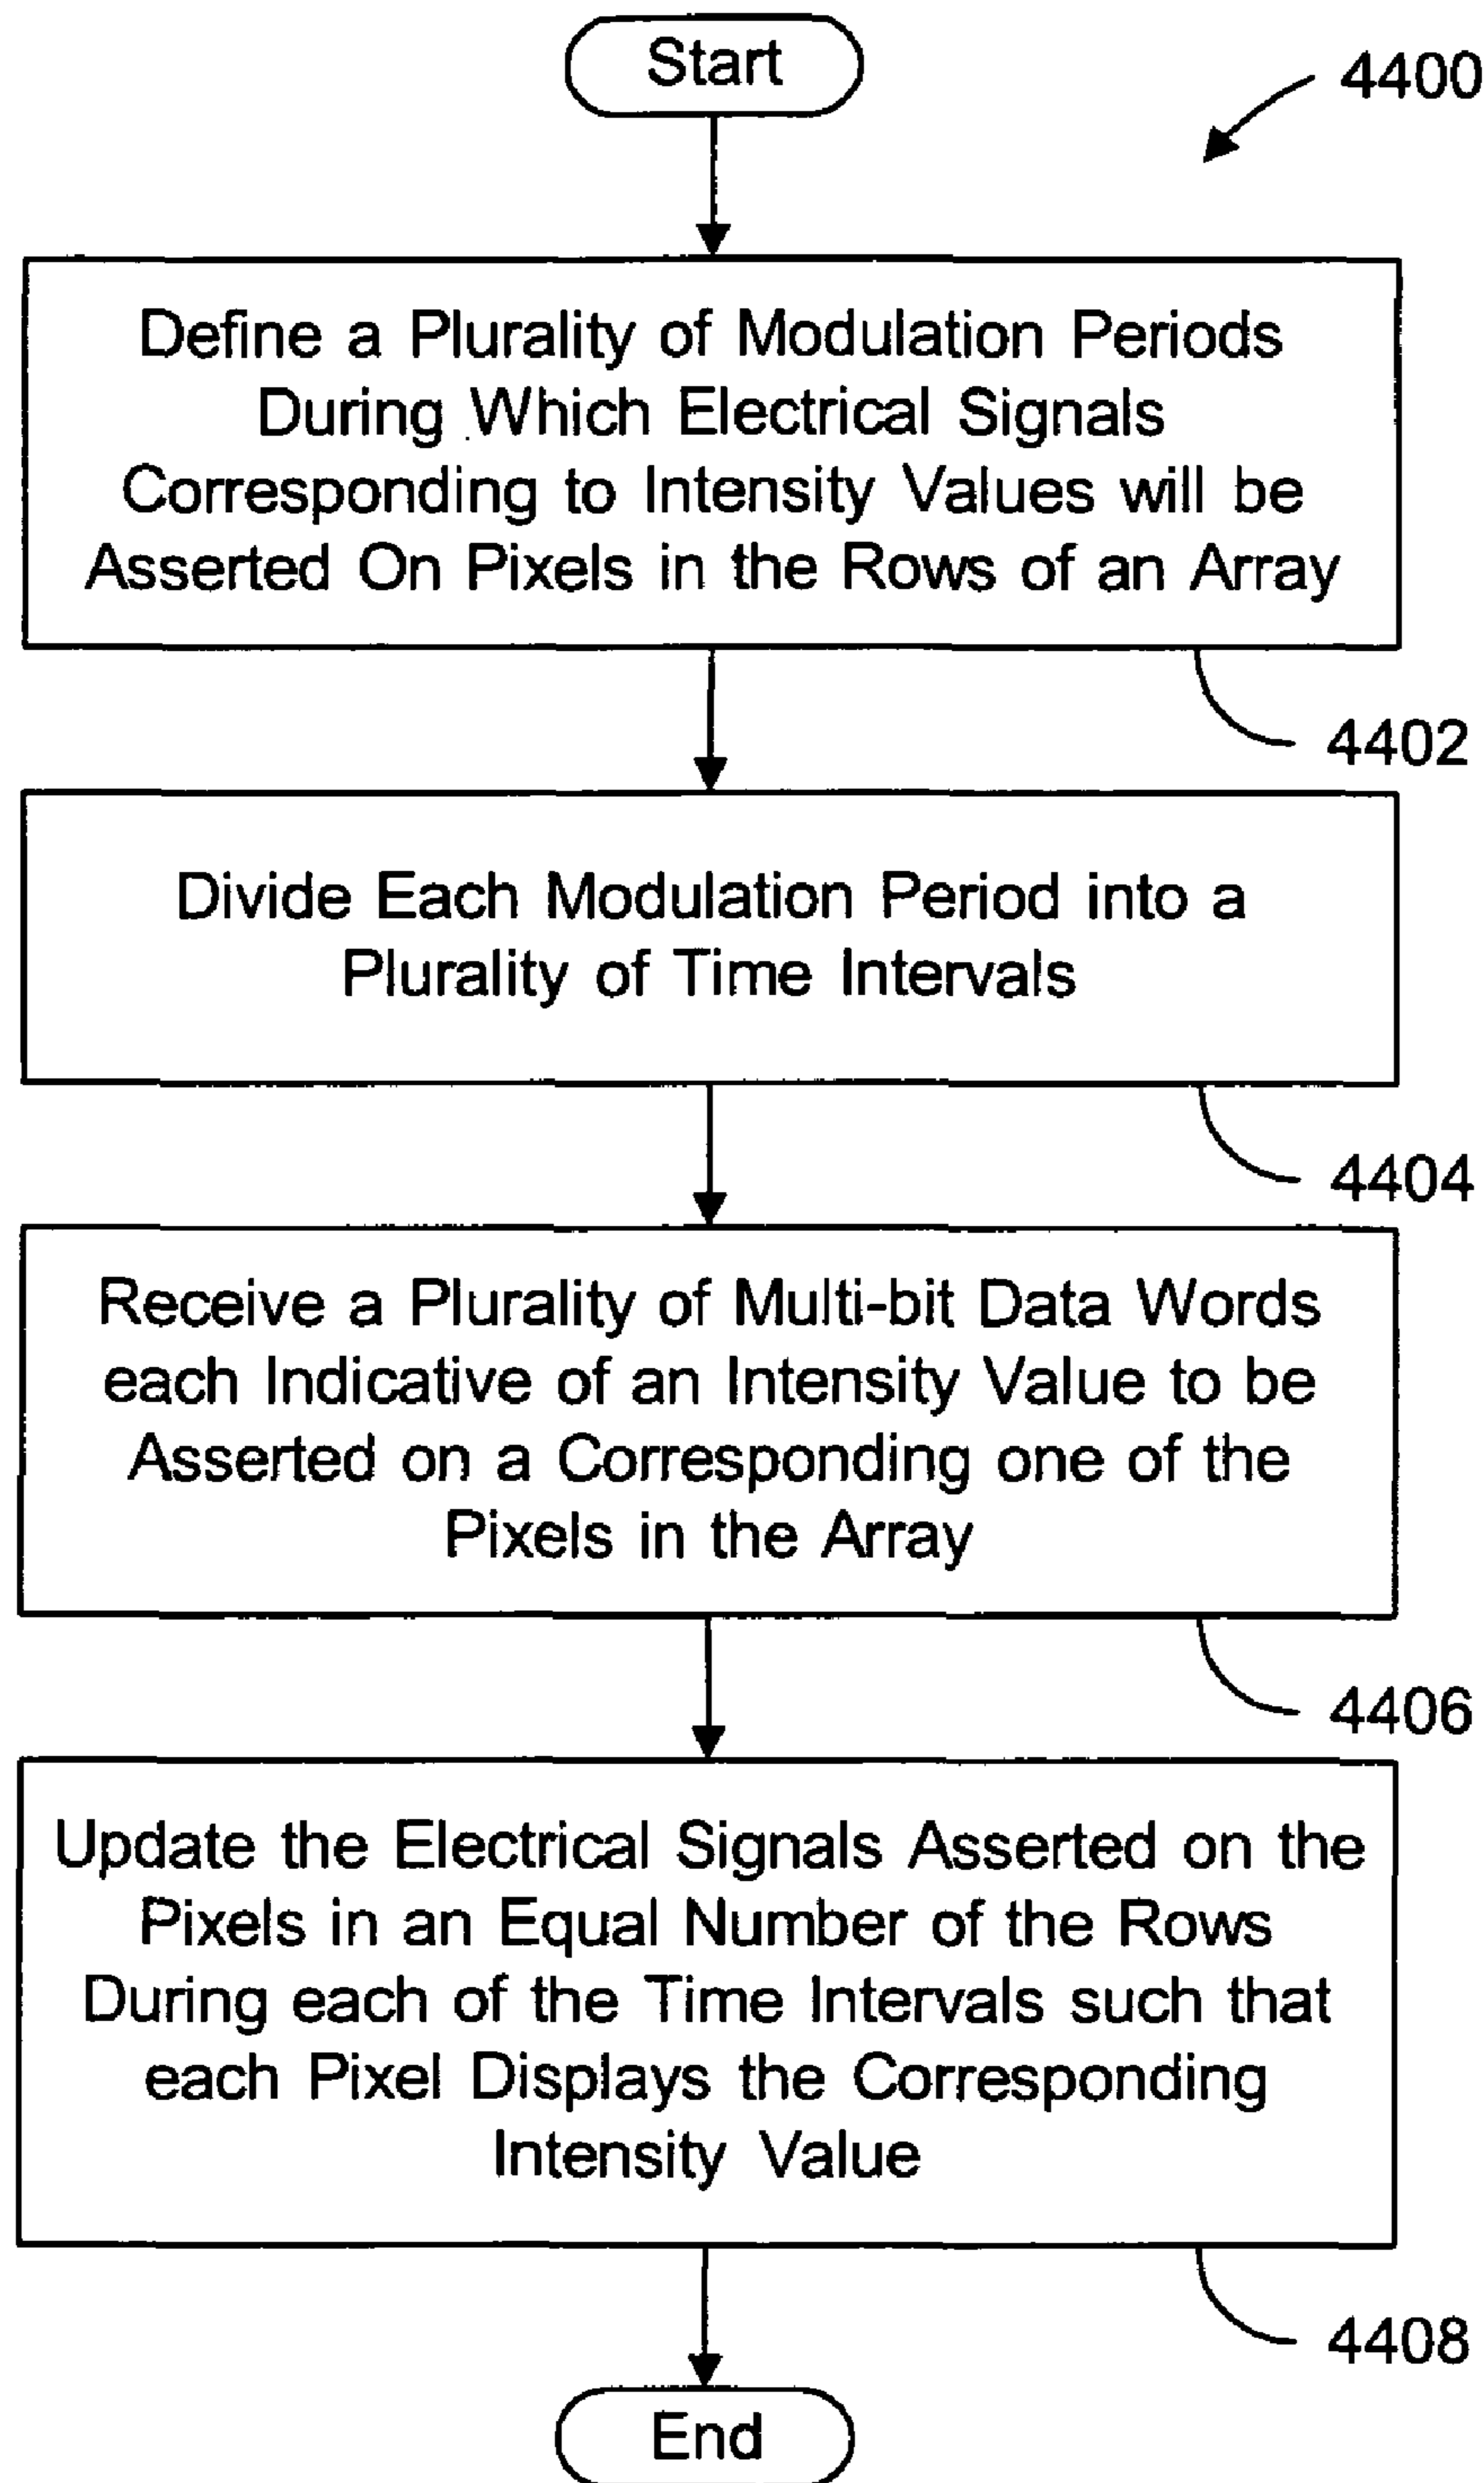 Start
4400
Define a Plurality of Modulation Periods
During Which Electrical Signals
Corresponding to Intensity Values will be
Asserted On Pixels in the Rows of an Array
4402
Divide Each Modulation Period into a
Plurality of Time Intervals
4404
Receive a Plurality of Multi-bit Data Words
each Indicative of an Intensity Value to be
Asserted on a Corresponding one of the
Pixels in the Array
4406
Update the Electrical Signals Asserted on the
Pixels in an Equal Number of the Rows
During each of the Time Intervals such that
each Pixel Displays the Corresponding
Intensity Value
4408
End